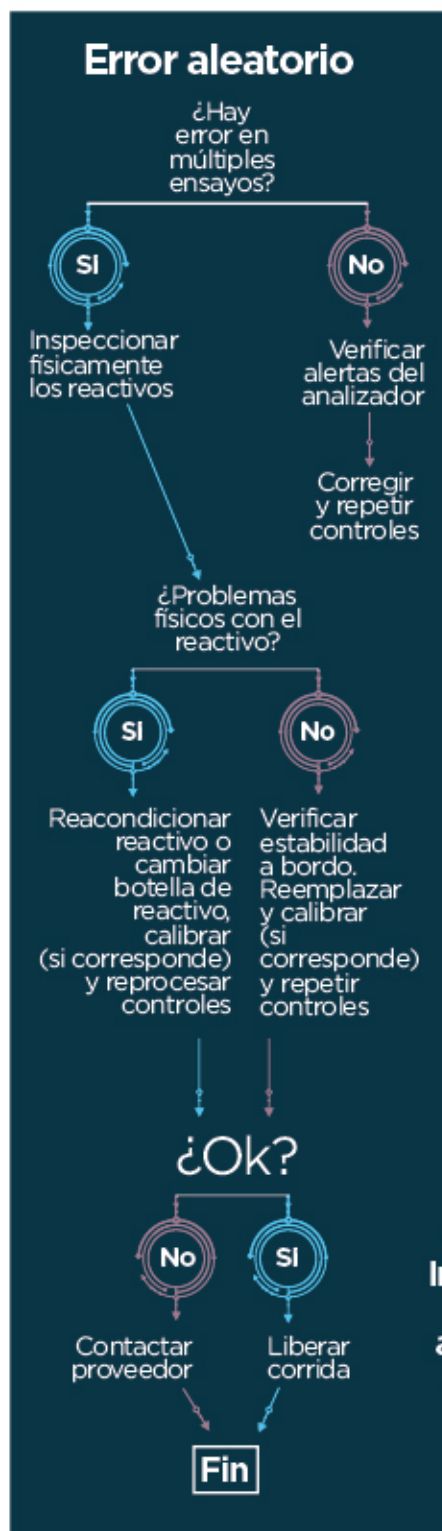 Error aleatorio
¿Hay
error en
múltiples
ensayos?
Si
No
Inspeccionar
físicamente
los reactivos
Verificar
alertas del
analizador
Corregir
y repetir
controles
¿Problemas
físicos con el
reactivo?
Si
No
Reacondicionar
reactivo o
cambiar
botella de
reactivo,
calibrar
(si corresponde)
y reprocesar
controles
Verificar
estabilidad
a bordo.
Reemplazar
y calibrar
(si
corresponde)
y repetir
controles
¿Ok?
No
Si
Contactar
proveedor
Liberar
corrida
Fin